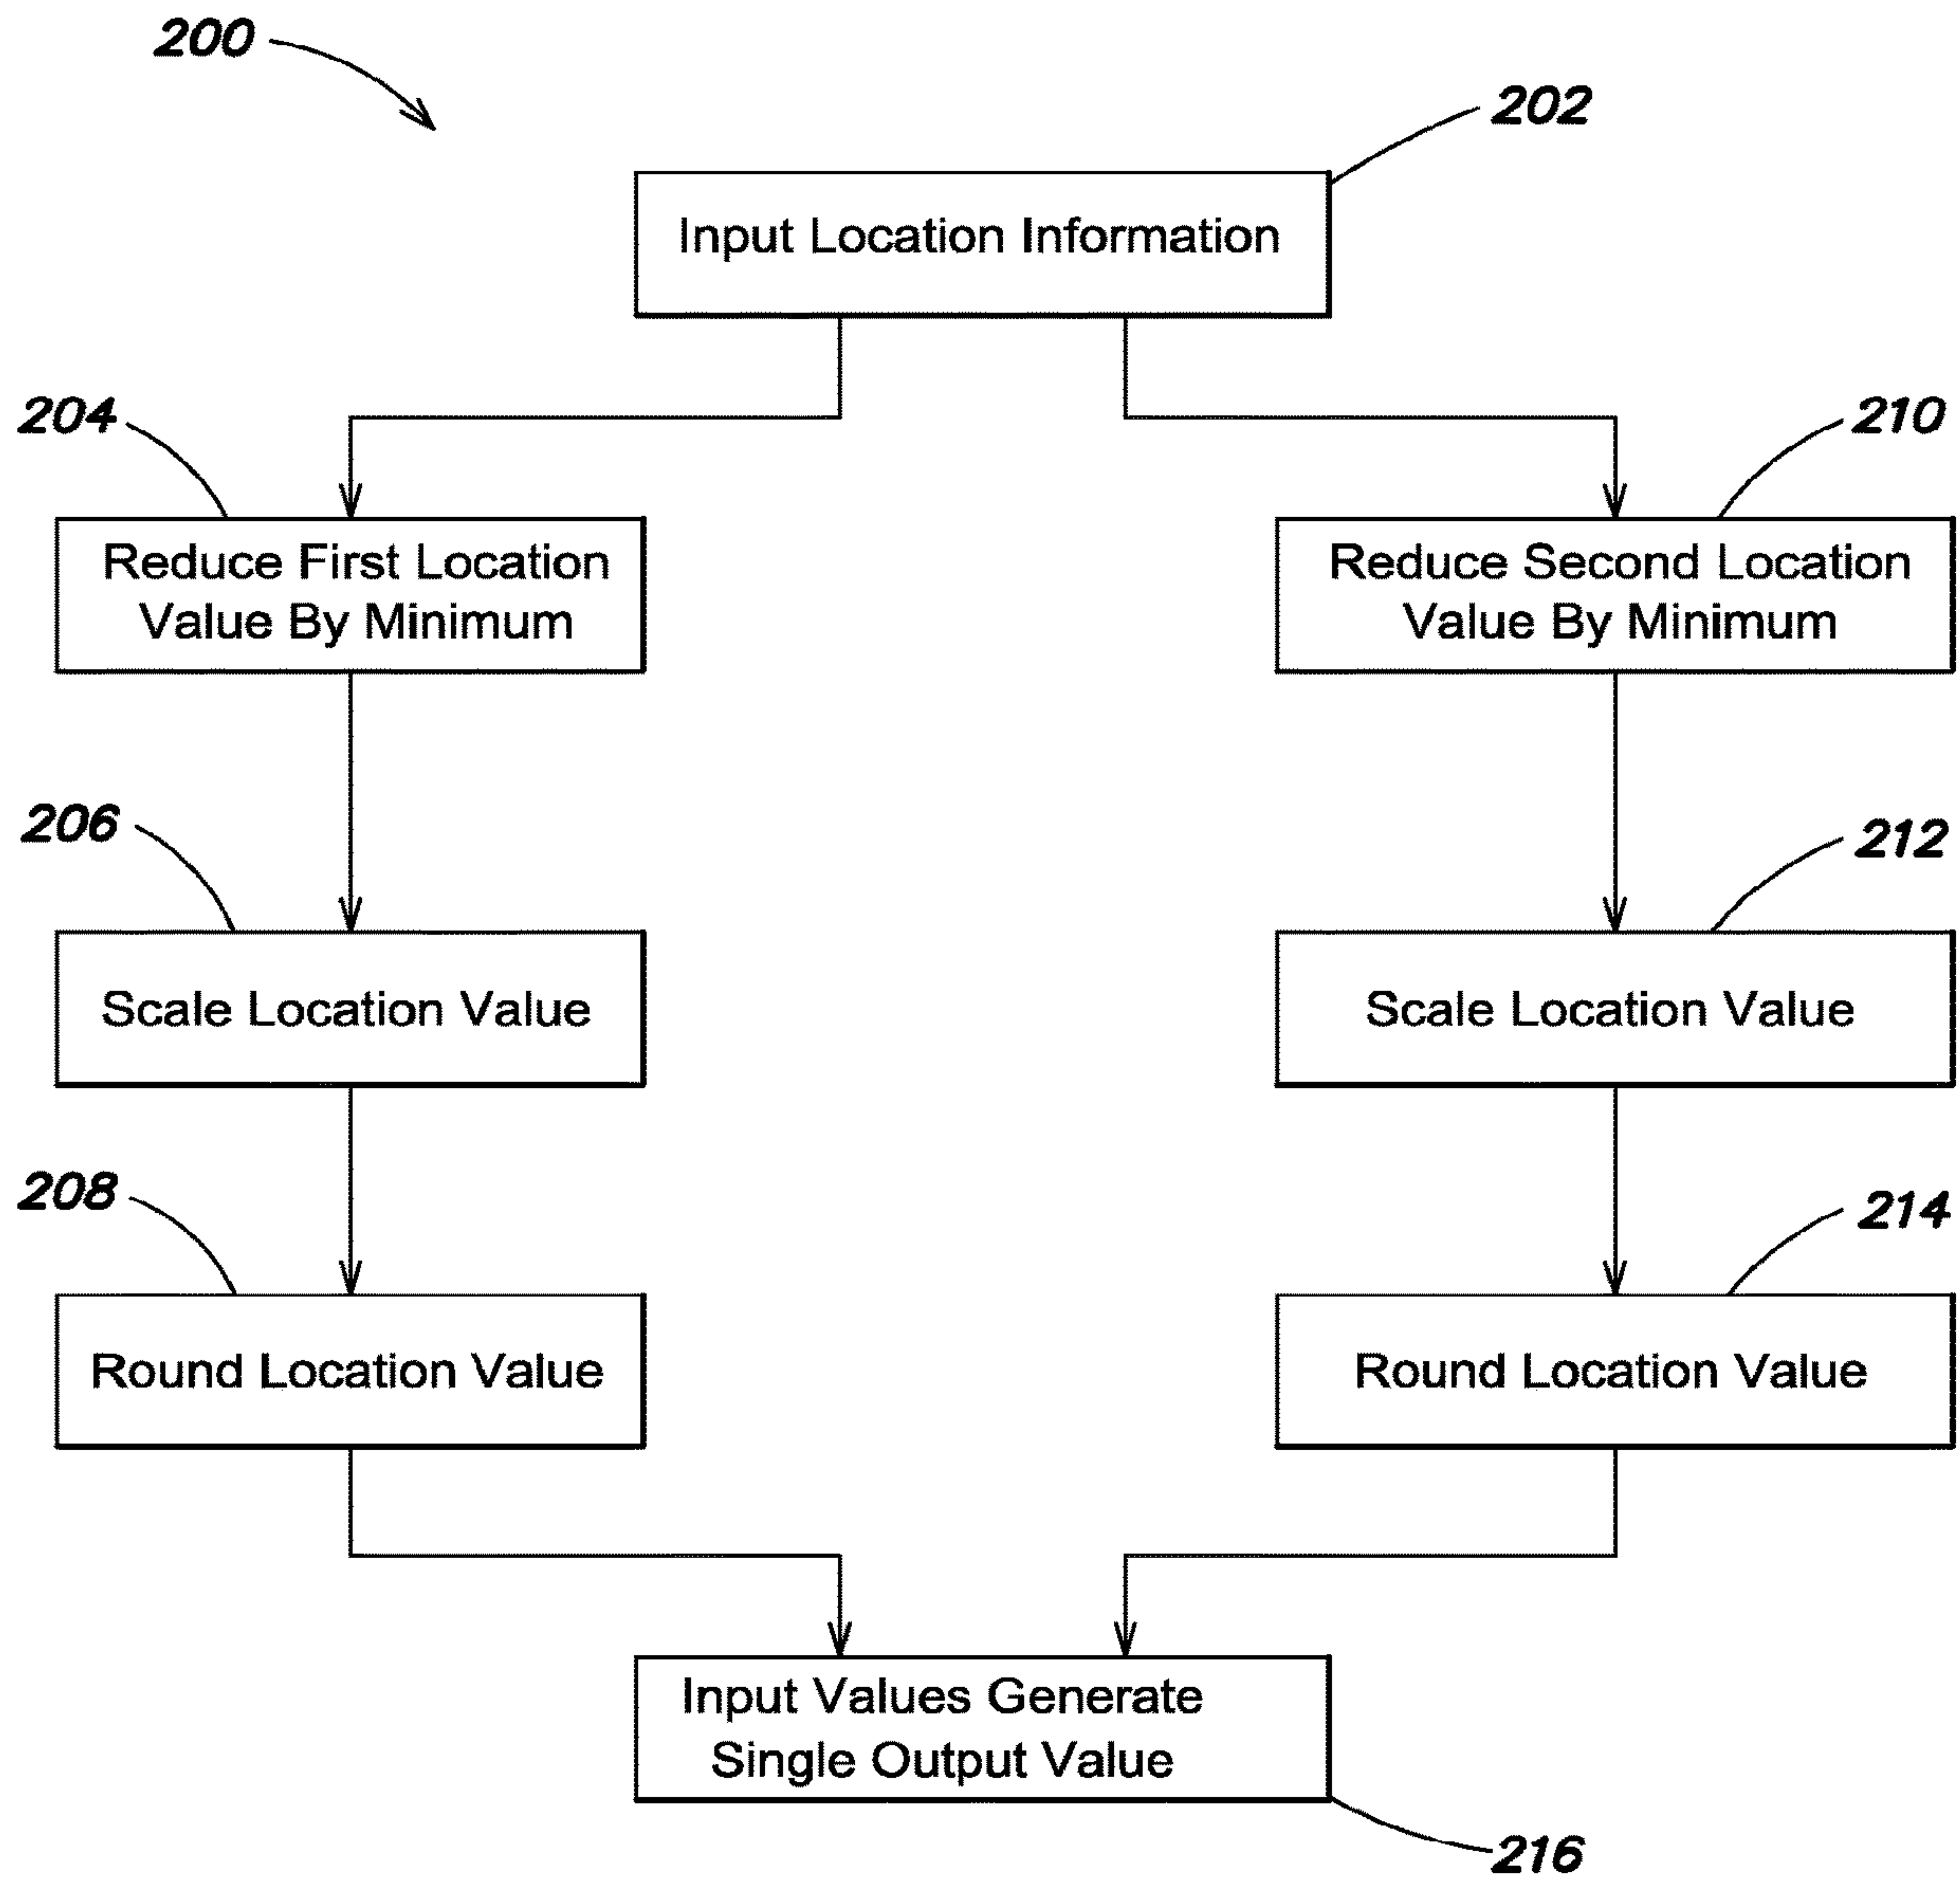 200
202
Input Location Information
204
210
Reduce First Location
Value By Minimum
Reduce Second Location
Value By Minimum
206
212
Scale Location Value
Scale Location Value
208
214
Round Location Value
Round Location Value
Input Values Generate
Single Output Value
216